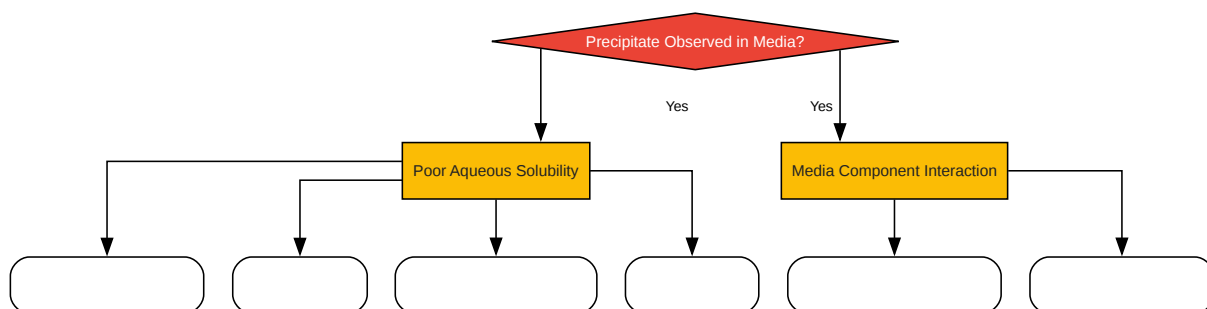 Precipitate Observed in Media?
Yes
Yes
Poor Aqueous Solubility
Media Component Interaction